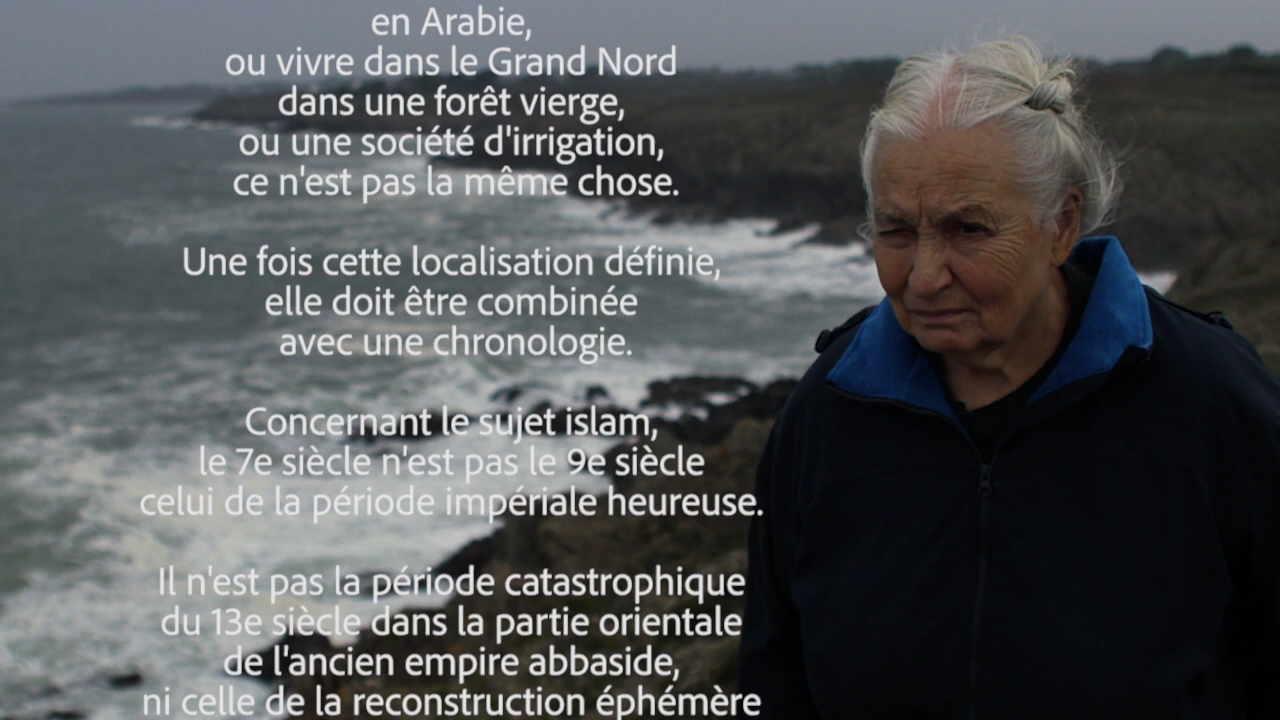 en Arabie,
ou vivre dans le Grand Nord
dans une forêt vierge,
ou une société d'irrigation,
ce n'est pas la même chose.
Une fois cette localisation définie,
elle doit être combinée
avec une chronologie.
Concernant le sujet islam,
le 7e siècle n'est pas le 9e siècle
celui de la période impériale heureuse.
Il n'est pas la période catastrophique
du 13e siècle dans la partie orientale
de l'ancien empire abbaside,
ni celle de la reconstruction éphémère